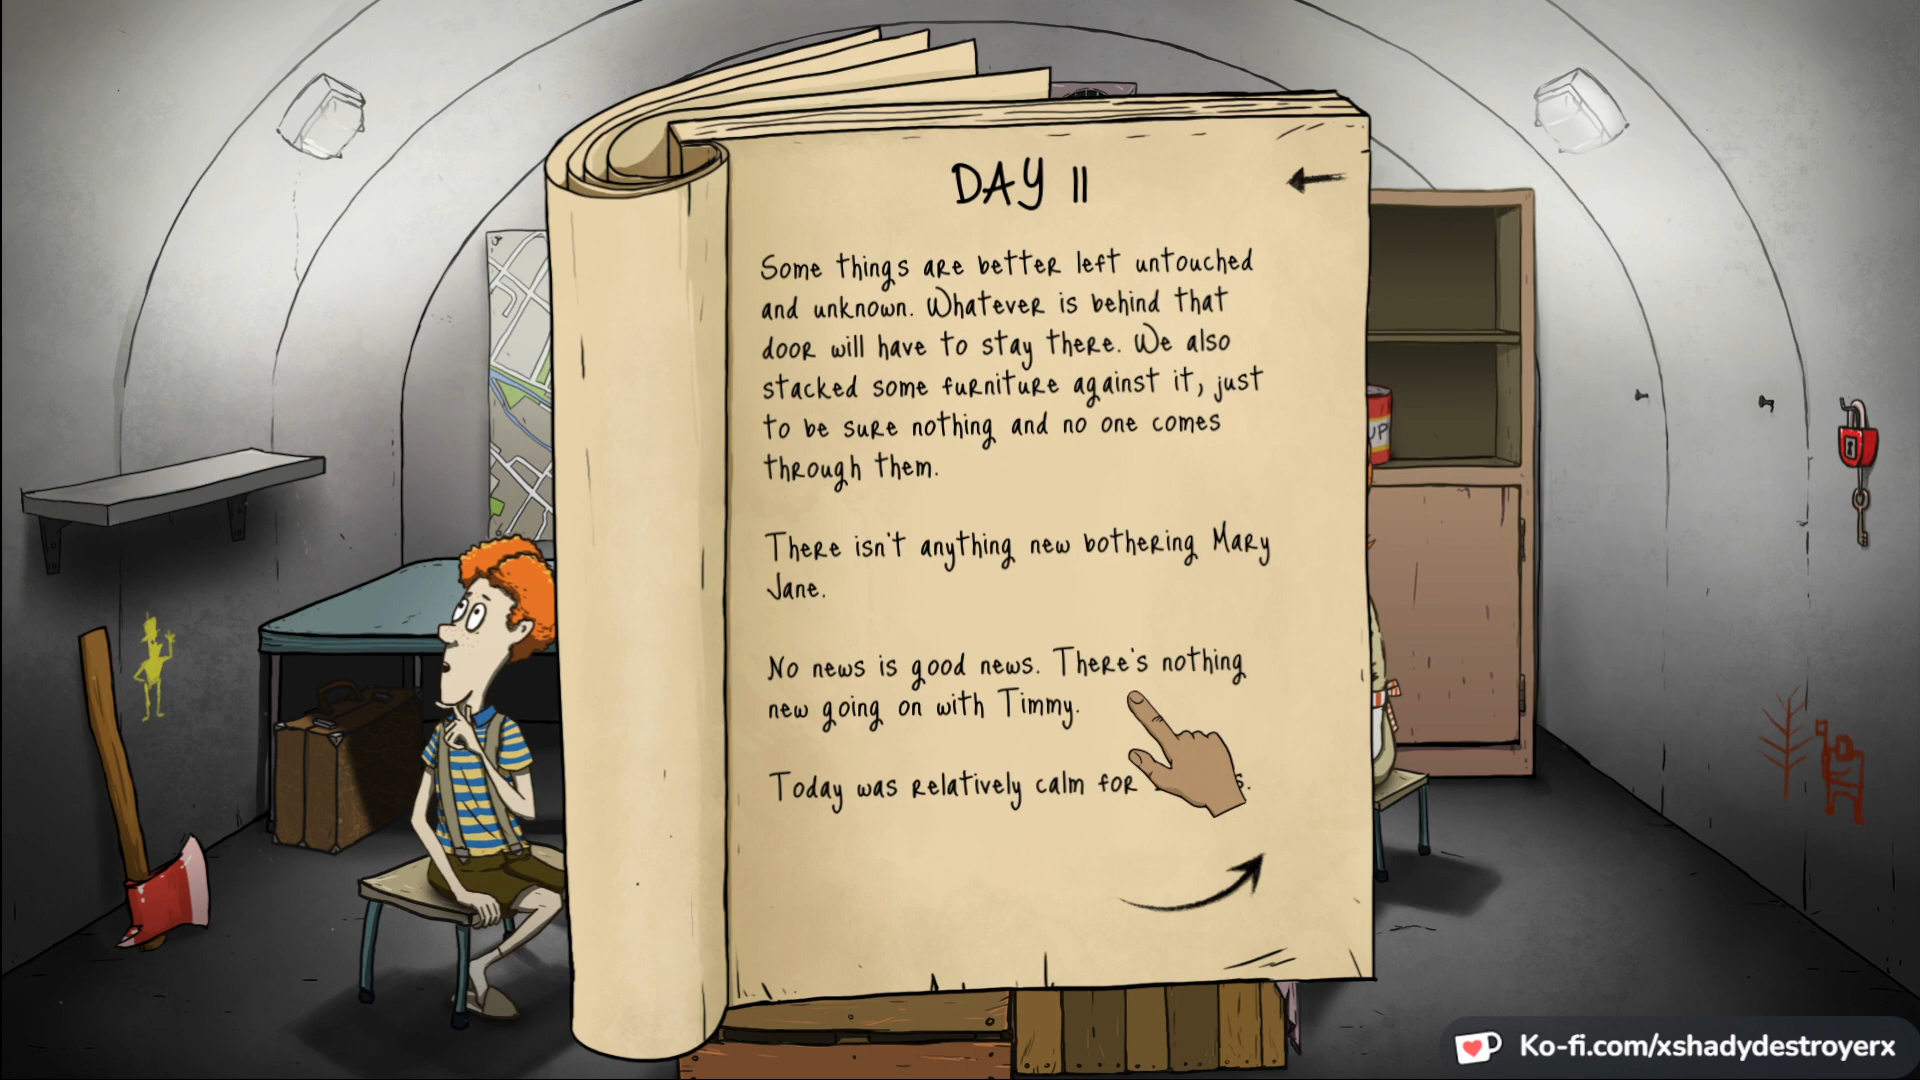 DAY 11
Some things are better left untouched
and unknown. Whatever is behind that
door will have to stay there. We also
stacked some furniture against it, just
to be sure nothing and no one comes
through them.
There isn't anything new bothering Mary
Jane.
No news is good news. There's nothing
new going on with Timmy.
Today was relatively calm for
UP
Ko-fi.com/xshadydestroyerx